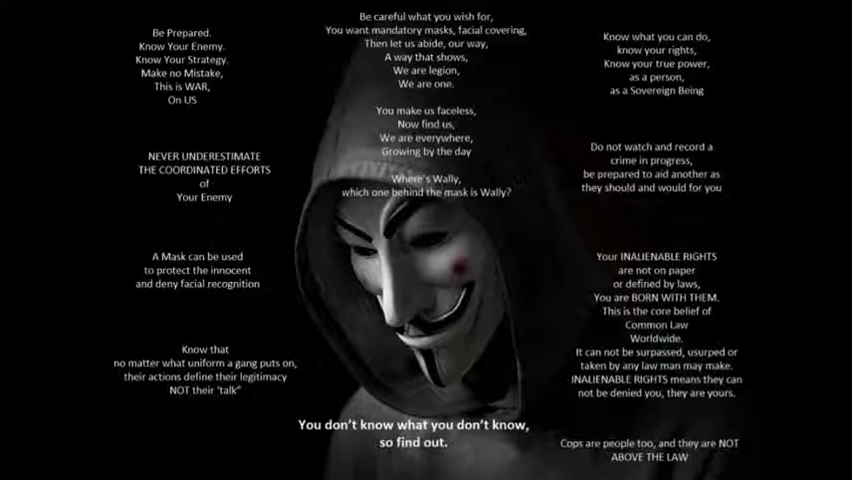 Be Prepared.
Know Your Enemy.
Know Your Strategy.
Make no Mistake,
This is WAR,
On US
NEVER UNDERESTIMATE
THE COORDINATED EFFORTS
of
Your Enemy
A Mask can be used
to protect the innocent
and deny facial recognition
Know that
no matter what uniform a gang puts on,
their actions define their legitimacy
NOT their 'talk"
Be careful what you wish for,
You want mandatory masks, facial covering,
Then let us abide, our way,
A way that shows,
We are legion,
We are one.
You make us faceless,
Now find us,
We are everywhere,
Growing by the day
Where's Wally,
which one behind the mask is Wally?
You don't know what you don't know,
so find out.
Know what you can do,
know your rights,
Know your true power,
as a person,
as a Sovereign Being
Do not watch and record a
crime in progress,
be prepared to aid another as
they should and would for you
Your INALIENABLE RIGHTS
are not on paper
or defined by laws,
You are BORN WITH THEM.
This is the core belief of
Common Law
Worldwide.
It can not be surpassed, usurped or
taken by any law man may make.
INALIENABLE RIGHTS means they can
not be denied you, they are yours.
Cops are people too, and they are NOT
ABOVE THE LAW